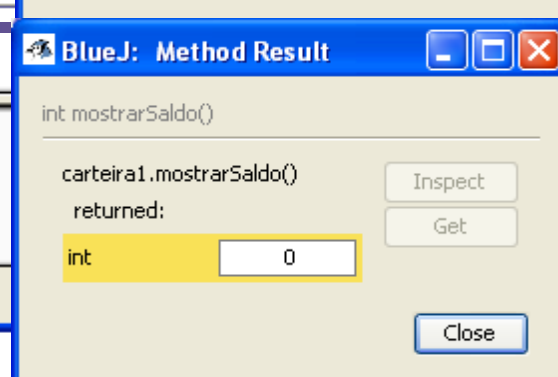 BlueJ: Method Result
int mostrarSaldo()
carteira1.mostrarSaldo()
Inspect
returned:
Get
int 0
Close